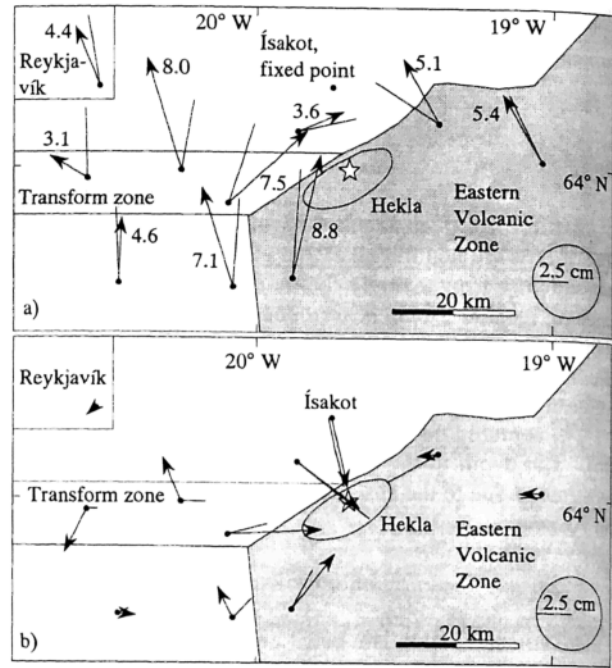 20° W
19° W
4.4
Reykja-
vík
8.0
Ísakot,
fixed point
5.1
3.6
5.4
3.1
64° N
7.5
Transform zone
Hekla
Eastern
Volcanic
Zone
8.8
4.6
7.1
2.5 cm
20 km
a)
20° W
19° W
Reykjavík
Ísakot
Transform zone
64° N
Hekla
Eastern
Volcanic
Zone
2.5 cm
20 km
b)